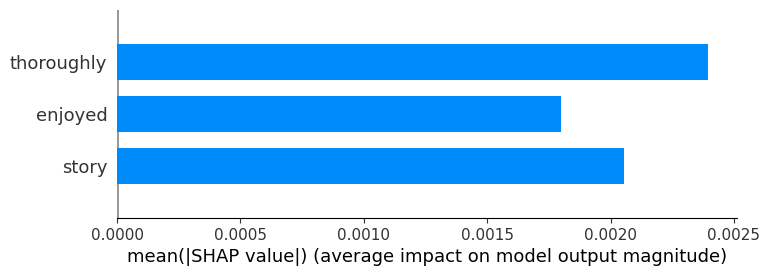 thoroughly
enjoyed
story
0.0000 0.0005 0.0010 0.0015 0.0020 0.0025
mean(|SHAP value|) (average impact on model output magnitude)